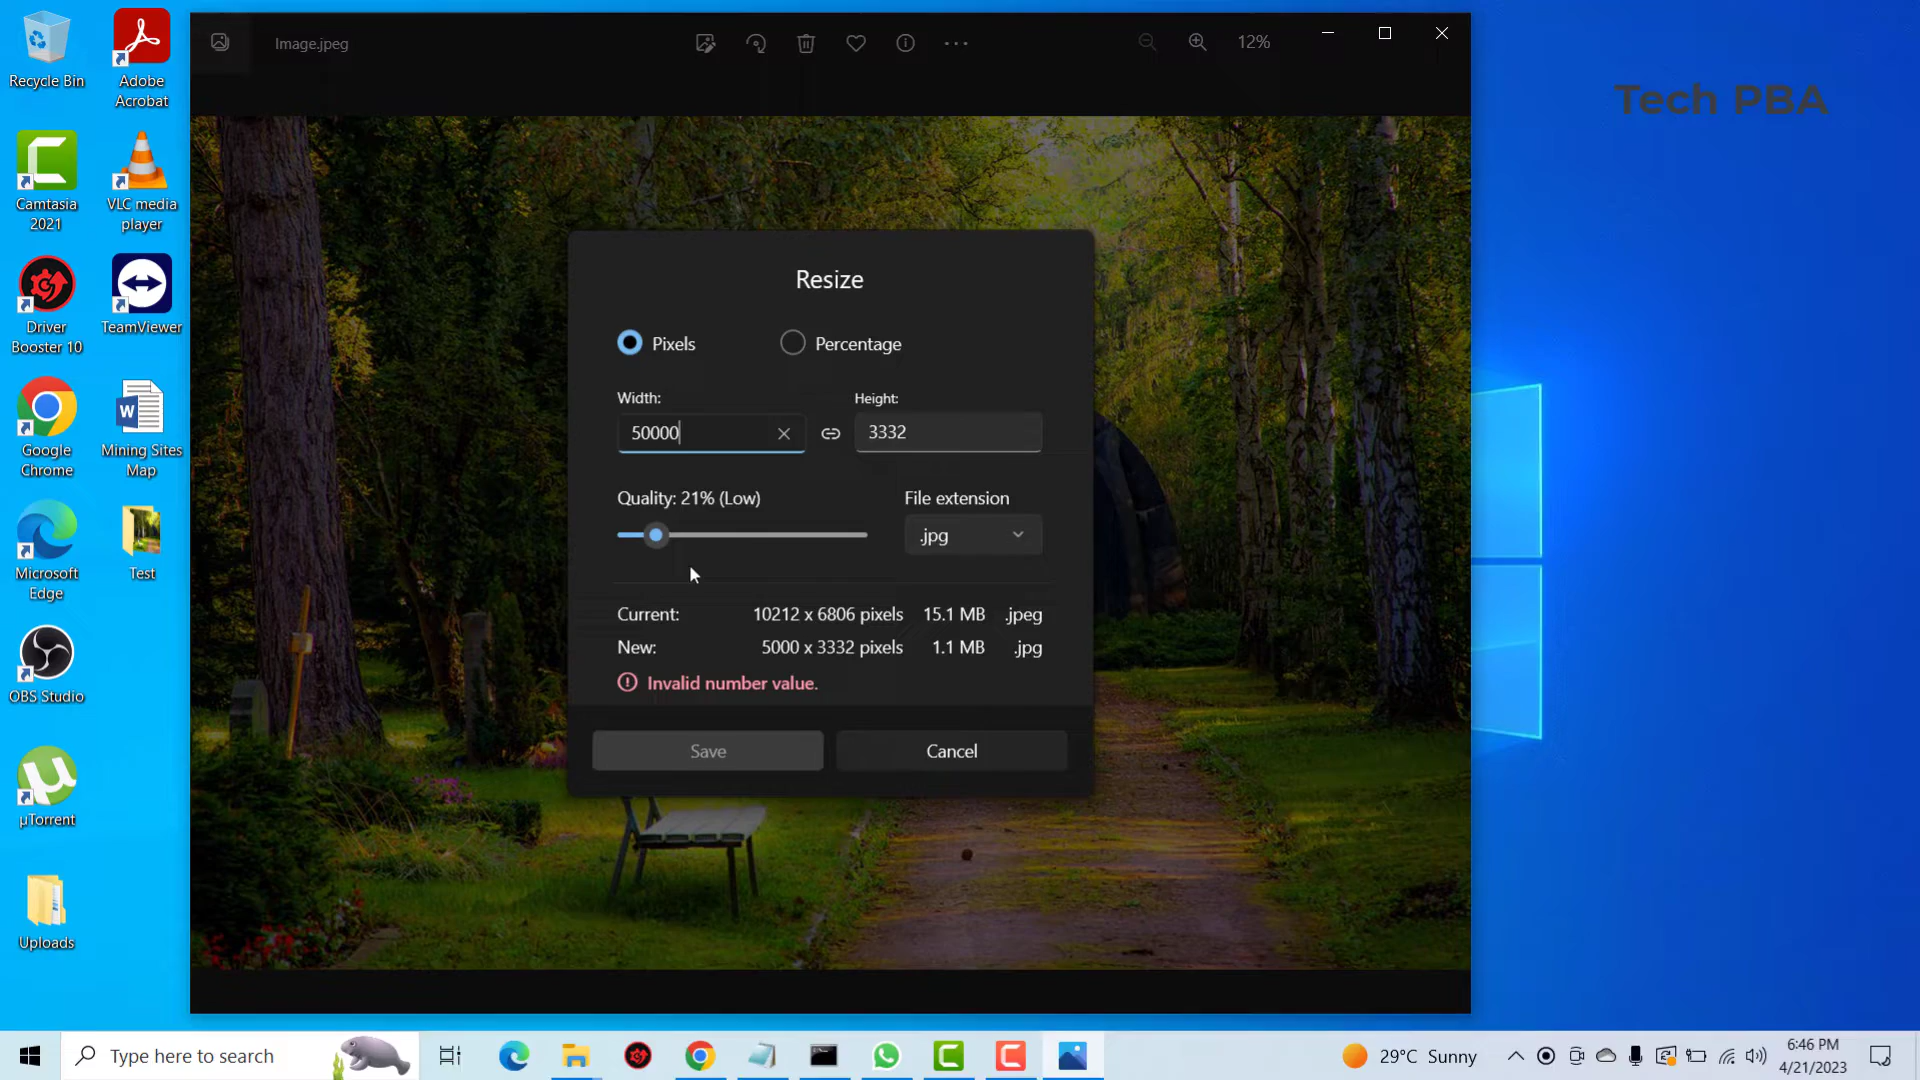 Image.jpeg
12%
Tech PBA
Recycle Bin
Adobe
Acrobat
Camtasia
2021
VLC media
player
Driver
Booster 10
TeamViewer
Google
Chrome
Mining Sites
Map
Microsoft
Edge
Test
OBS Studio
µTorrent
Uploads
Resize
Pixels
Percentage
Width:
Height:
50000
3332
Quality: 21% (Low)
File extension
.jpg
Current: 10212 x 6806 pixels 15.1 MB .jpeg
New: 5000 x 3332 pixels 1.1 MB .jpg
Invalid number value.
Save
Cancel
Type here to search
29°C Sunny
6:46 PM
4/21/2023